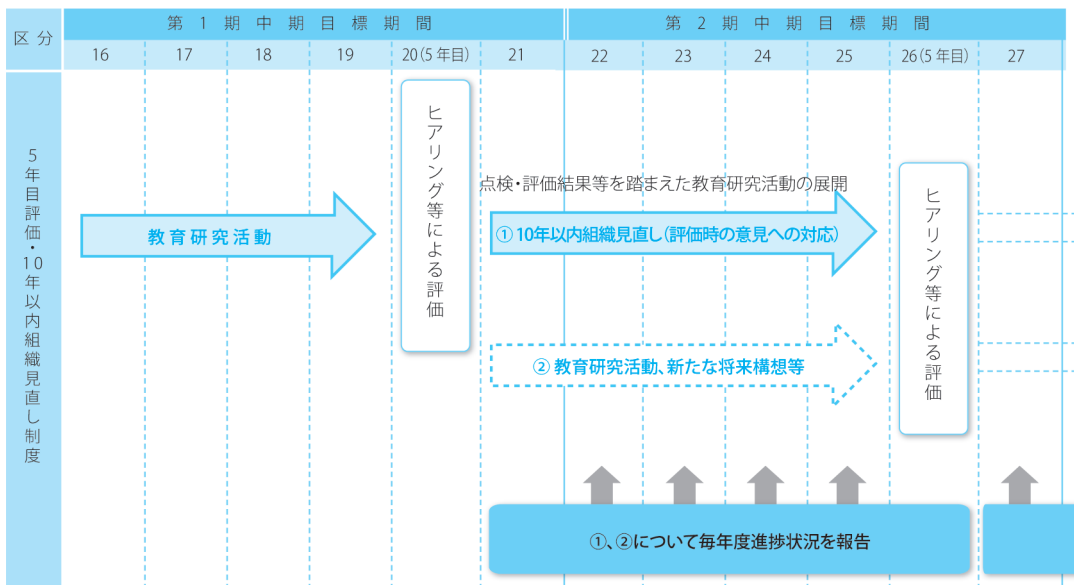 区分
第1期中期目標期間
第2期中期目標期間
16
17
18
19
20(5年目)
21
22
23
24
25
26(5年目)
27
5年目評価・10年以内組織見直し制度
教育研究活動
ヒアリング等による評価
点検・評価結果等を踏まえた教育研究活動の展開
①10年以内組織見直し(評価時の意見への対応)
②教育研究活動、新たな将来構想等
ヒアリング等による評価
①、②について毎年度進捗状況を報告